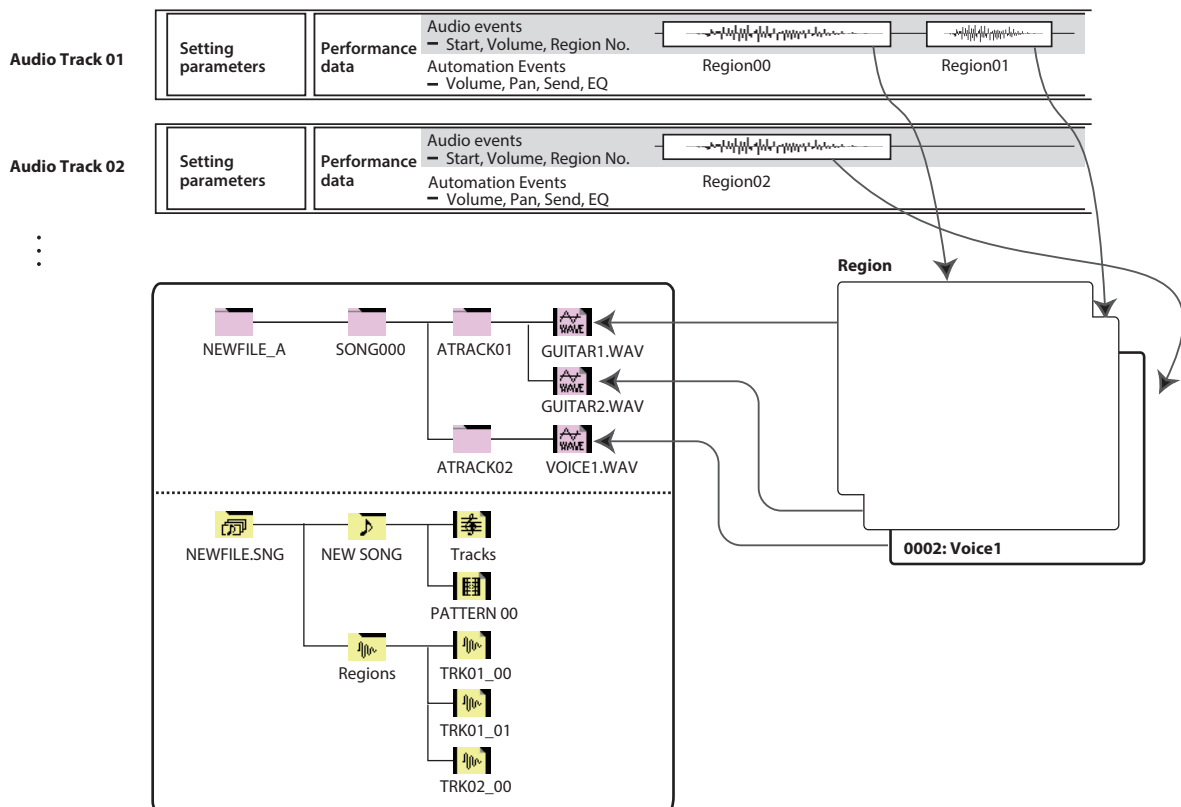 Audio Track 01
Setting
parameters
Performance
data
Audio events
– Start, Volume, Region No.
Automation Events
– Volume, Pan, Send, EQ
Region00
Region01
Audio Track 02
Setting
parameters
Performance
data
Audio events
– Start, Volume, Region No.
Automation Events
– Volume, Pan, Send, EQ
Region02
Region
0002: Voice1
NEWFILE_A
SONG000
ATRACK01
WAVE
GUITAR1.WAV
WAVE
GUITAR2.WAV
ATRACK02
WAVE
VOICE1.WAV
NEWFILE.SNG
NEW SONG
Tracks
PATTERN 00
Regions
TRK01_00
TRK01_01
TRK02_00